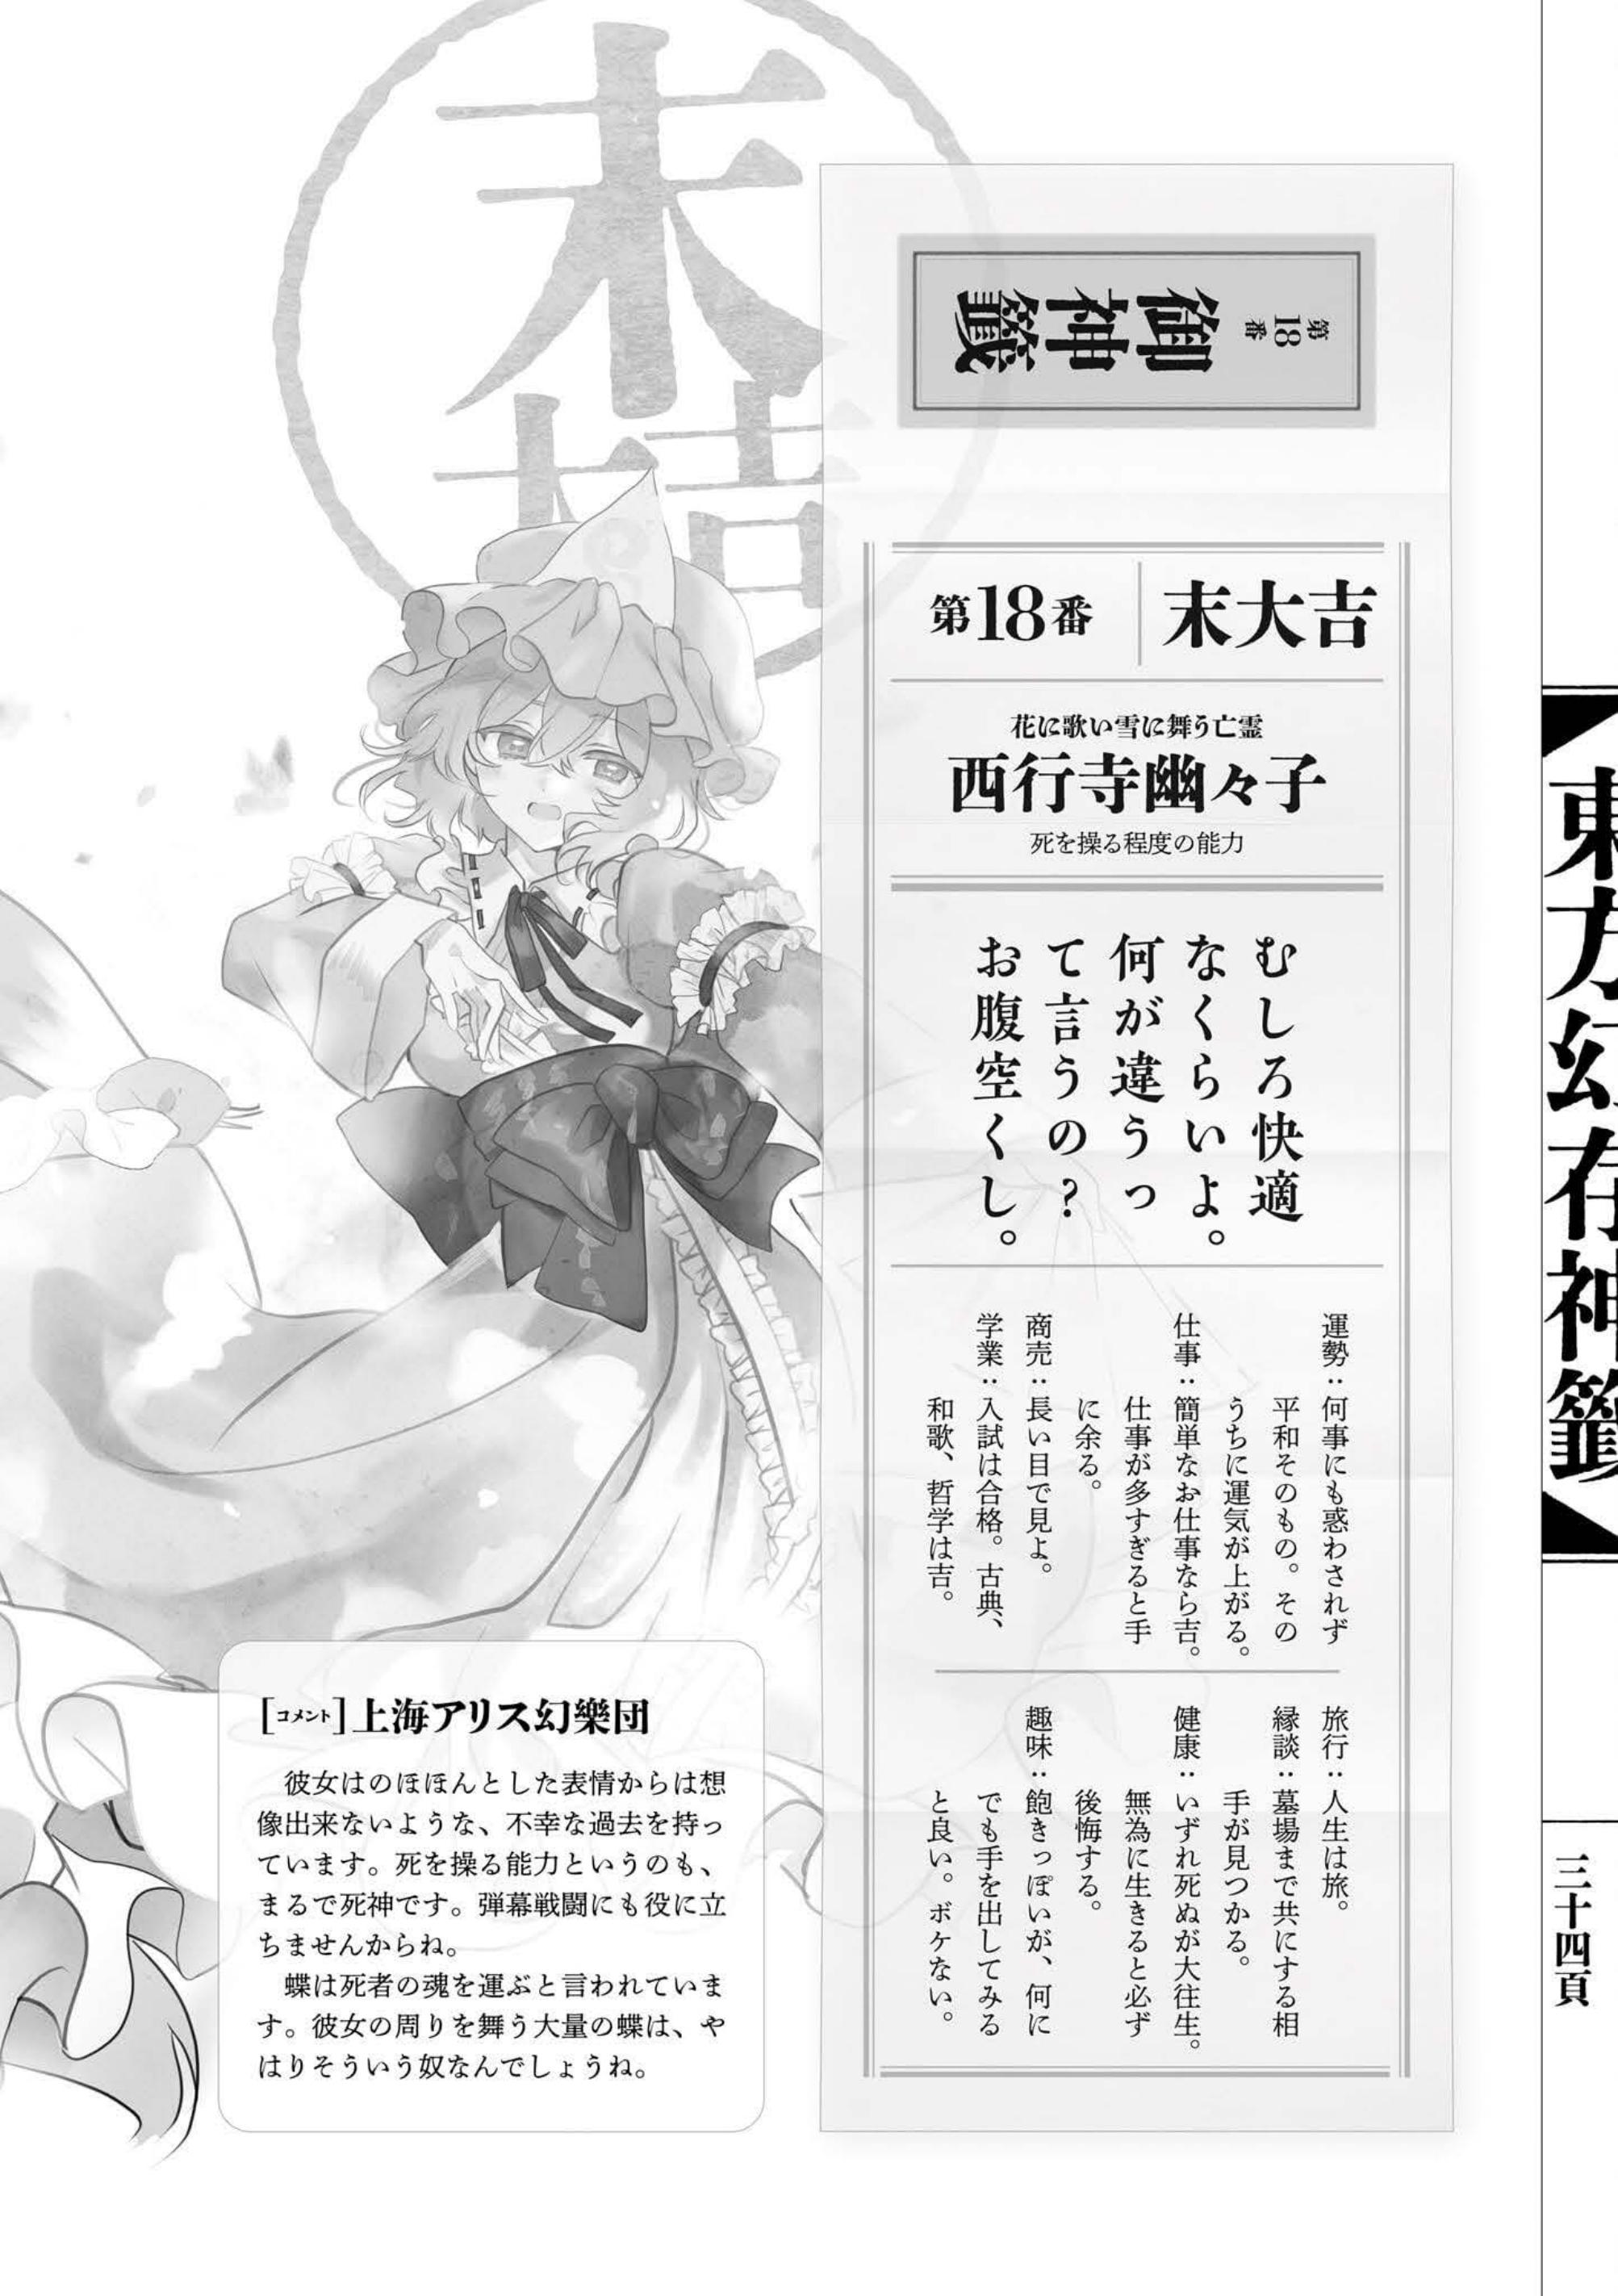 末大吉
御神籤
第18番
第18番
末大吉
花に歌い雪に舞う亡霊
西行寺幽々子
死を操る程度の能力
むしろ快適
なくらいよ。
何が違うっ
て言うの？
お腹空くし。
運勢：何事にも惑わされず
平和そのもの。その
うちに運気が上がる。
仕事：簡単なお仕事なら吉。
仕事が多すぎると手
に余る。
商売：長い目で見よ。
学業：入試は合格。古典、
和歌、哲学は吉。
旅行：人生は旅。
縁談：墓場まで共にする相
手が見つかる。
健康：いずれ死ぬが大往生。
無為に生きると必ず
後悔する。
趣味：飽きっぽいが、何に
でも手を出してみる
と良い。ボケない。
［コメント］上海アリス幻樂団
彼女はのほほんとした表情からは想
像出来ないような、不幸な過去を持っ
ています。死を操る能力というのも、
まるで死神です。弾幕戦闘にも役に立
ちませんからね。
蝶は死者の魂を運ぶと言われていま
す。彼女の周りを舞う大量の蝶は、や
はりそういう奴なんでしょうね。
東方幻存神籤
三十四頁